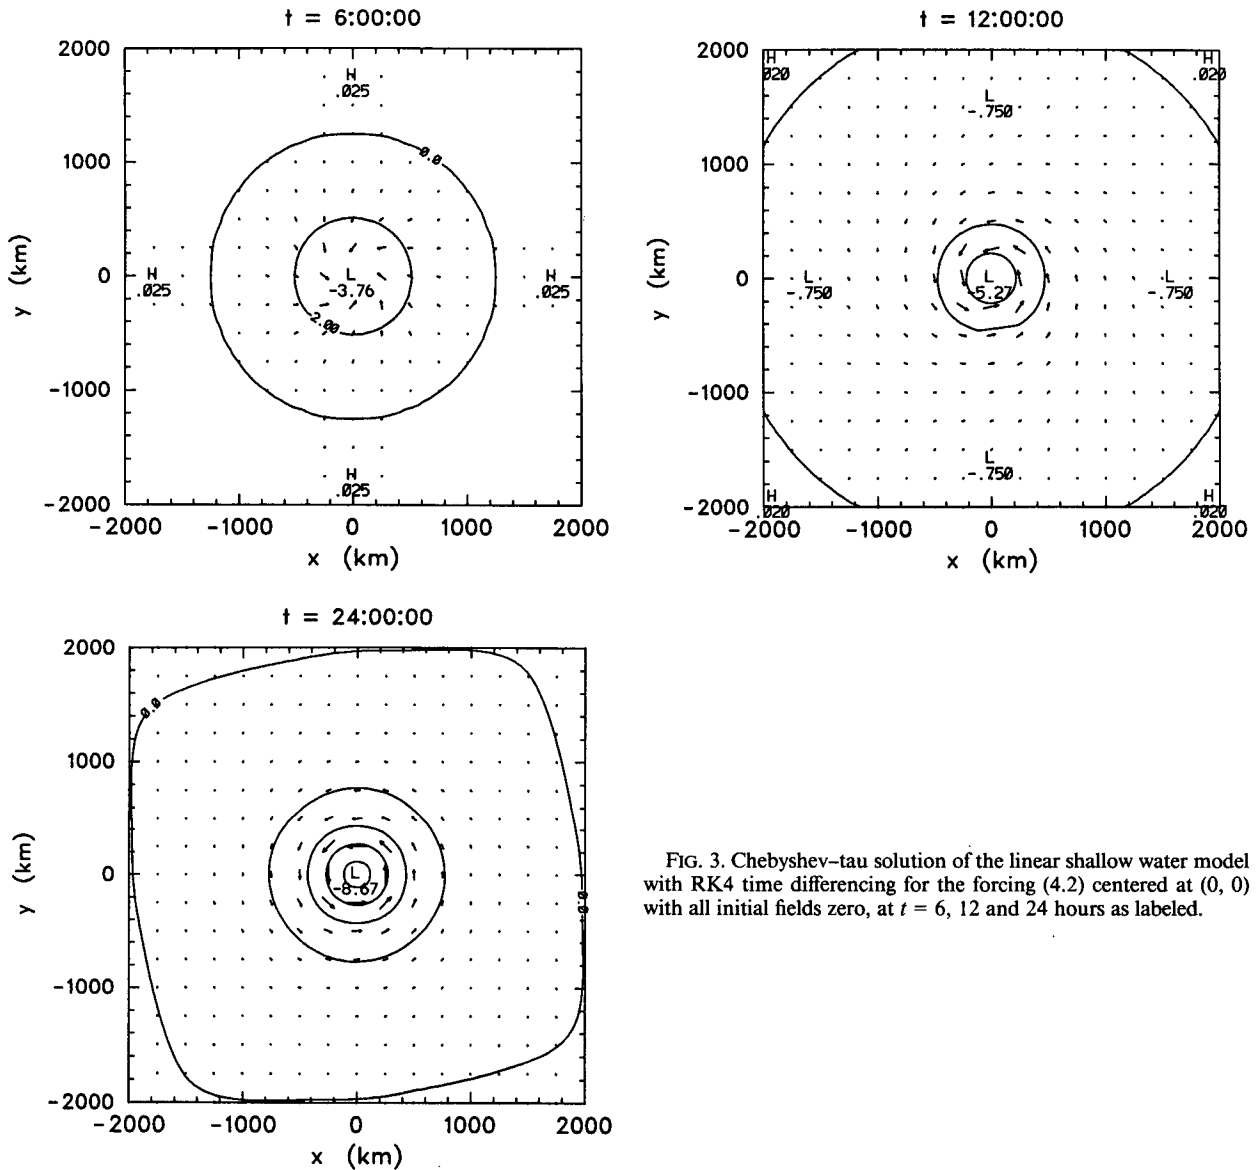 t = 6:00:00
2000
1000
0
-1000
-2000
y (km)
H
.025
0.0
H
.025
L
-3.76
H
.025
-2.00
H
.025
-2000 -1000 0 1000 2000
x (km)
t = 12:00:00
2000
1000
0
-1000
-2000
y (km)
H
.020
H
.020
L
-.750
L
-.750
L
-5.27
L
-.750
L
-.750
H
.020
H
.020
-2000 -1000 0 1000 2000
x (km)
t = 24:00:00
2000
1000
0
-1000
-2000
y (km)
0.0
L
-8.67
0.0
-2000 -1000 0 1000 2000
x (km)
FIG. 3. Chebyshev–tau solution of the linear shallow water model
with RK4 time differencing for the forcing (4.2) centered at (0, 0)
with all initial fields zero, at t = 6, 12 and 24 hours as labeled.